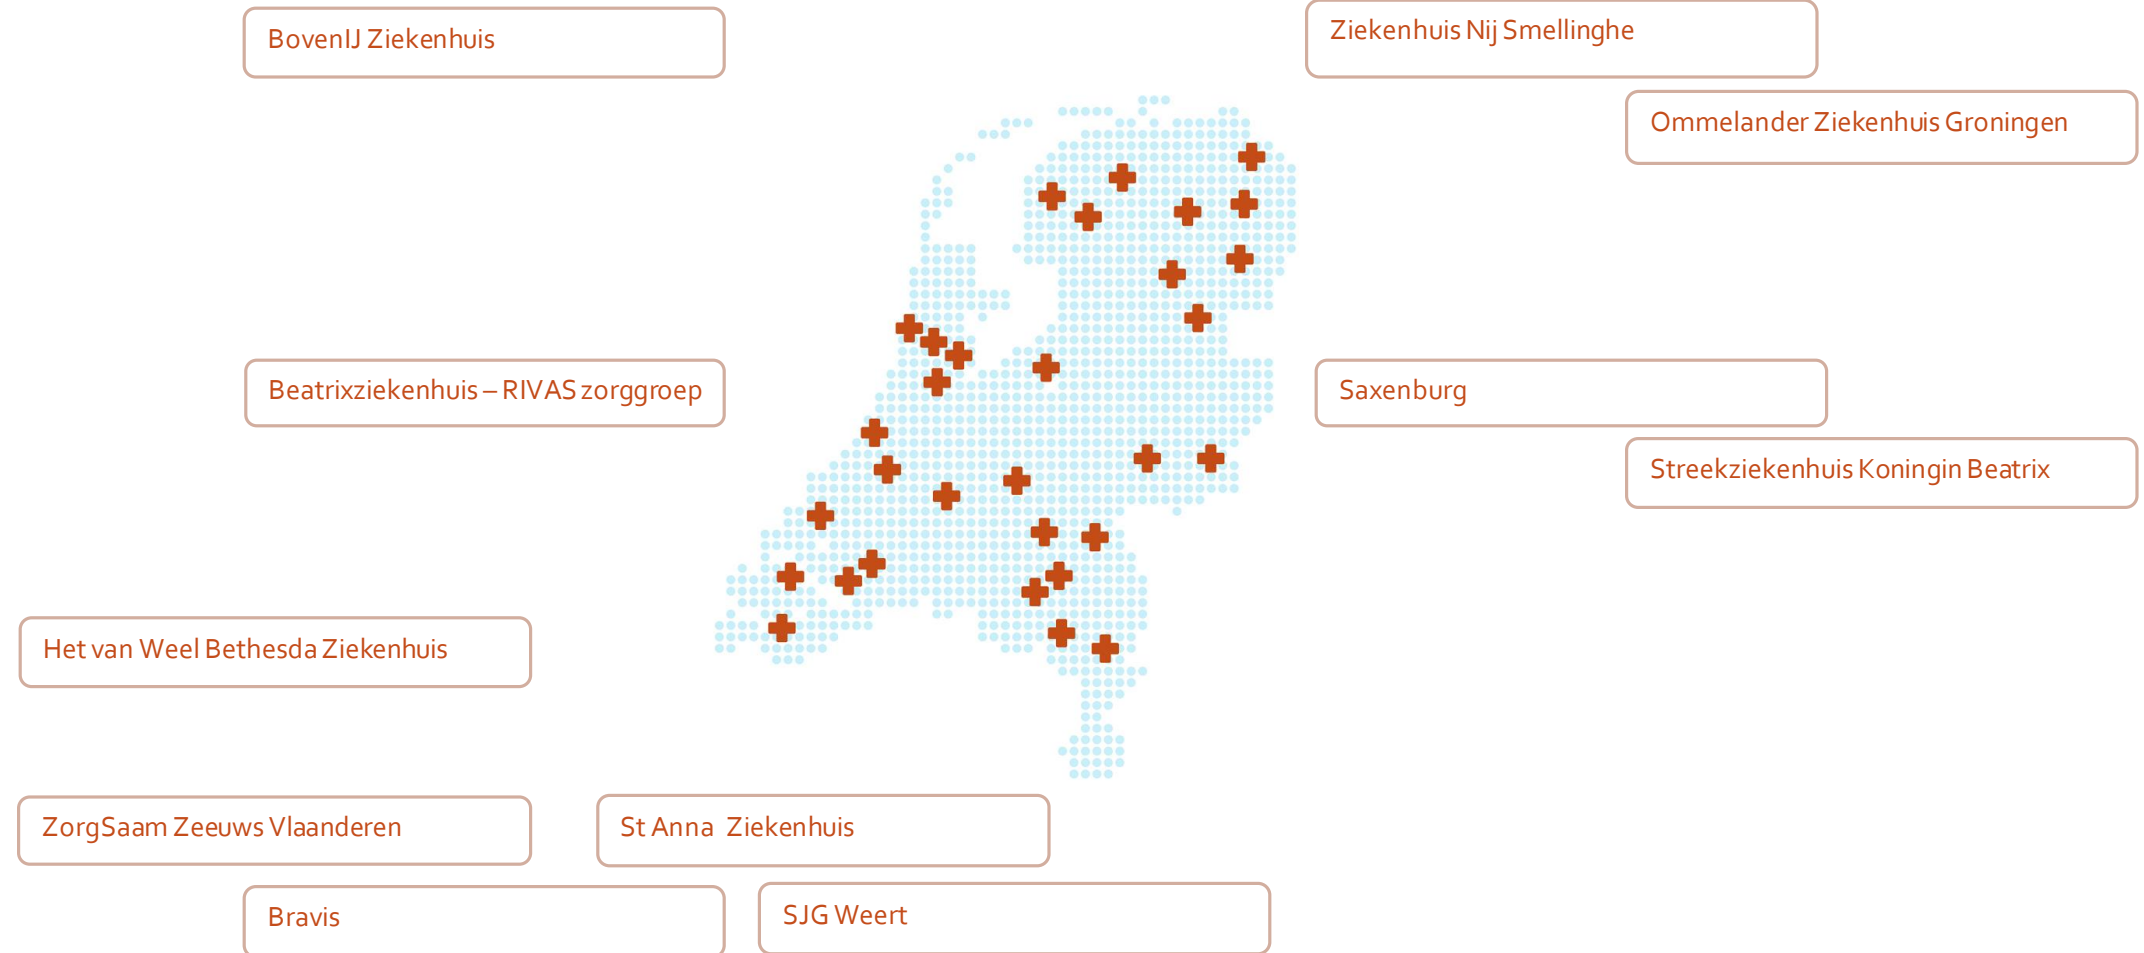 BovenIJ Ziekenhuis
Ziekenhuis Nij Smellinghe
Ommelander Ziekenhuis Groningen
Beatrixziekenhuis – RIVAS zorggroep
Saxenburg
Streekziekenhuis Koningin Beatrix
Het van Weel Bethesda Ziekenhuis
ZorgSaam Zeeuws Vlaanderen
St Anna Ziekenhuis
Bravis
SJG Weert